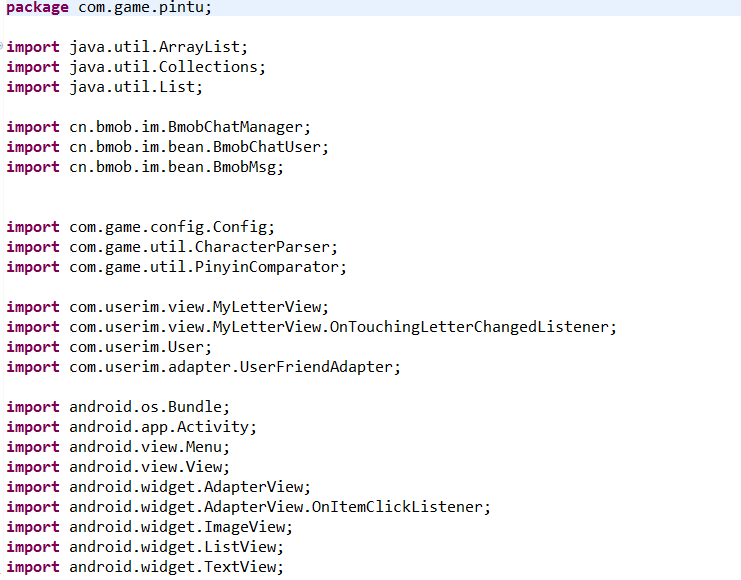 package com.game.pintu;
import java.util.ArrayList;
import java.util.Collections;
import java.util.List;
import cn.bmob.im.BmobChatManager;
import cn.bmob.im.bean.BmobChatUser;
import cn.bmob.im.bean.BmobMsg;
import com.game.config.Config;
import com.game.util.CharacterParser;
import com.game.util.PinyinComparator;
import com.userim.view.MyLetterView;
import com.userim.view.MyLetterView.OnTouchingLetterChangedListener;
import com.userim.User;
import com.userim.adapter.UserFriendAdapter;
import android.os.Bundle;
import android.app.Activity;
import android.view.Menu;
import android.view.View;
import android.widget.AdapterView;
import android.widget.AdapterView.OnItemClickListener;
import android.widget.ImageView;
import android.widget.ListView;
import android.widget.TextView;